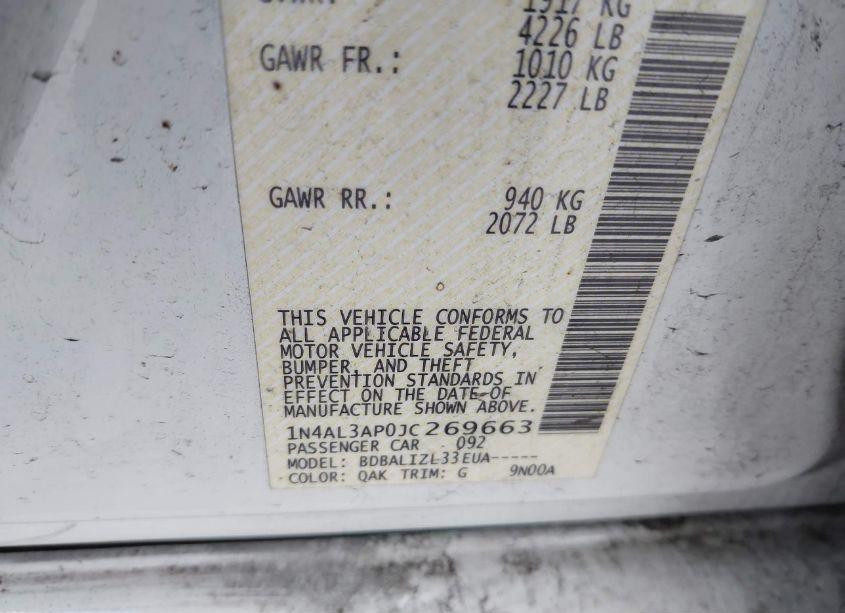 1917 KG
4226 LB
GAWR FR.: 1010 KG
2227 LB
GAWR RR.: 940 KG
2072 LB
THIS VEHICLE CONFORMS TO
ALL APPLICABLE FEDERAL
MOTOR VEHICLE SAFETY,
BUMPER, AND THEFT
PREVENTION STANDARDS IN
EFFECT ON THE DATE OF
MANUFACTURE SHOWN ABOVE.
1N4AL3AP0JC269663
PASSENGER CAR 092
MODEL: BDBALIZL33EUA-----
COLOR: QAK TRIM: G 9N00A